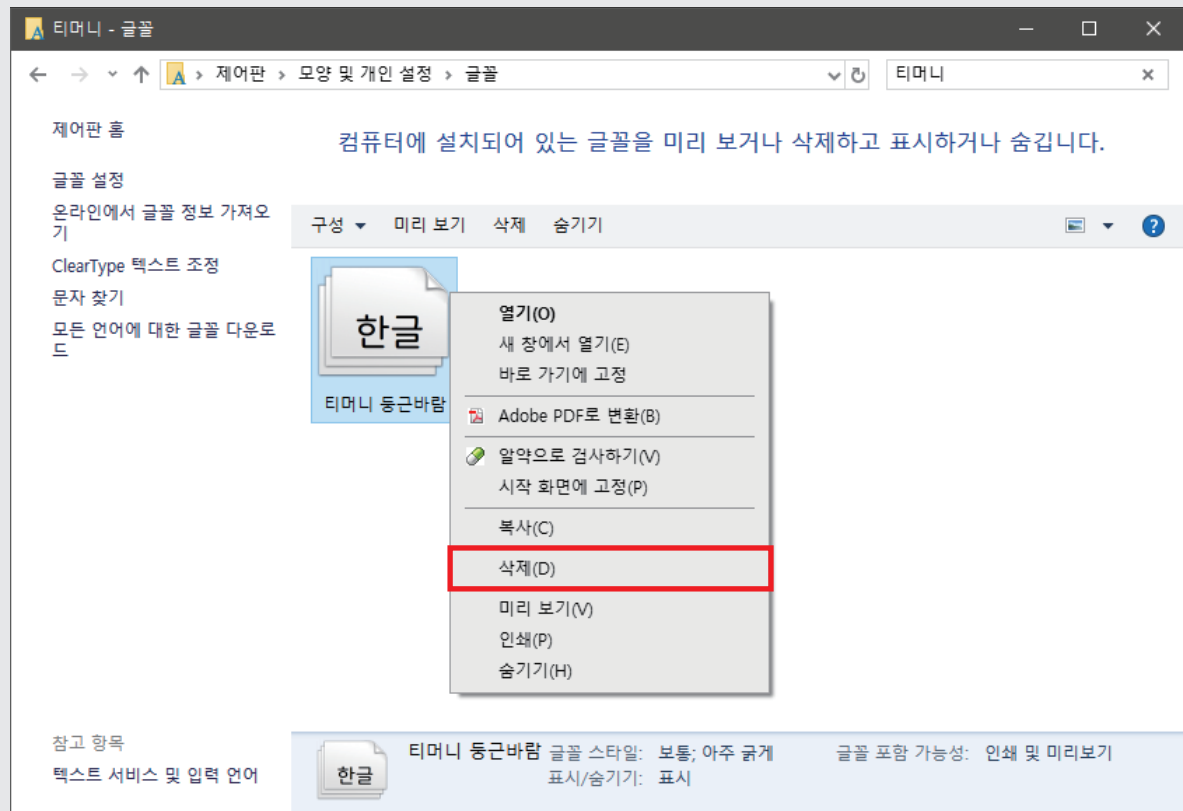 티머니 - 글꼴
제어판 › 모양 및 개인 설정 › 글꼴
티머니
제어판 홈
글꼴 설정
온라인에서 글꼴 정보 가져오
기
ClearType 텍스트 조정
문자 찾기
모든 언어에 대한 글꼴 다운로
드
컴퓨터에 설치되어 있는 글꼴을 미리 보거나 삭제하고 표시하거나 숨깁니다.
구성 미리 보기 삭제 숨기기
한글
티머니 둥근바람
열기(O)
새 창에서 열기(E)
바로 가기에 고정
Adobe PDF로 변환(B)
알약으로 검사하기(V)
시작 화면에 고정(P)
복사(C)
삭제(D)
미리 보기(V)
인쇄(P)
숨기기(H)
참고 항목
텍스트 서비스 및 입력 언어
한글
티머니 둥근바람 글꼴 스타일: 보통; 아주 굵게 글꼴 포함 가능성: 인쇄 및 미리보기
표시/숨기기: 표시